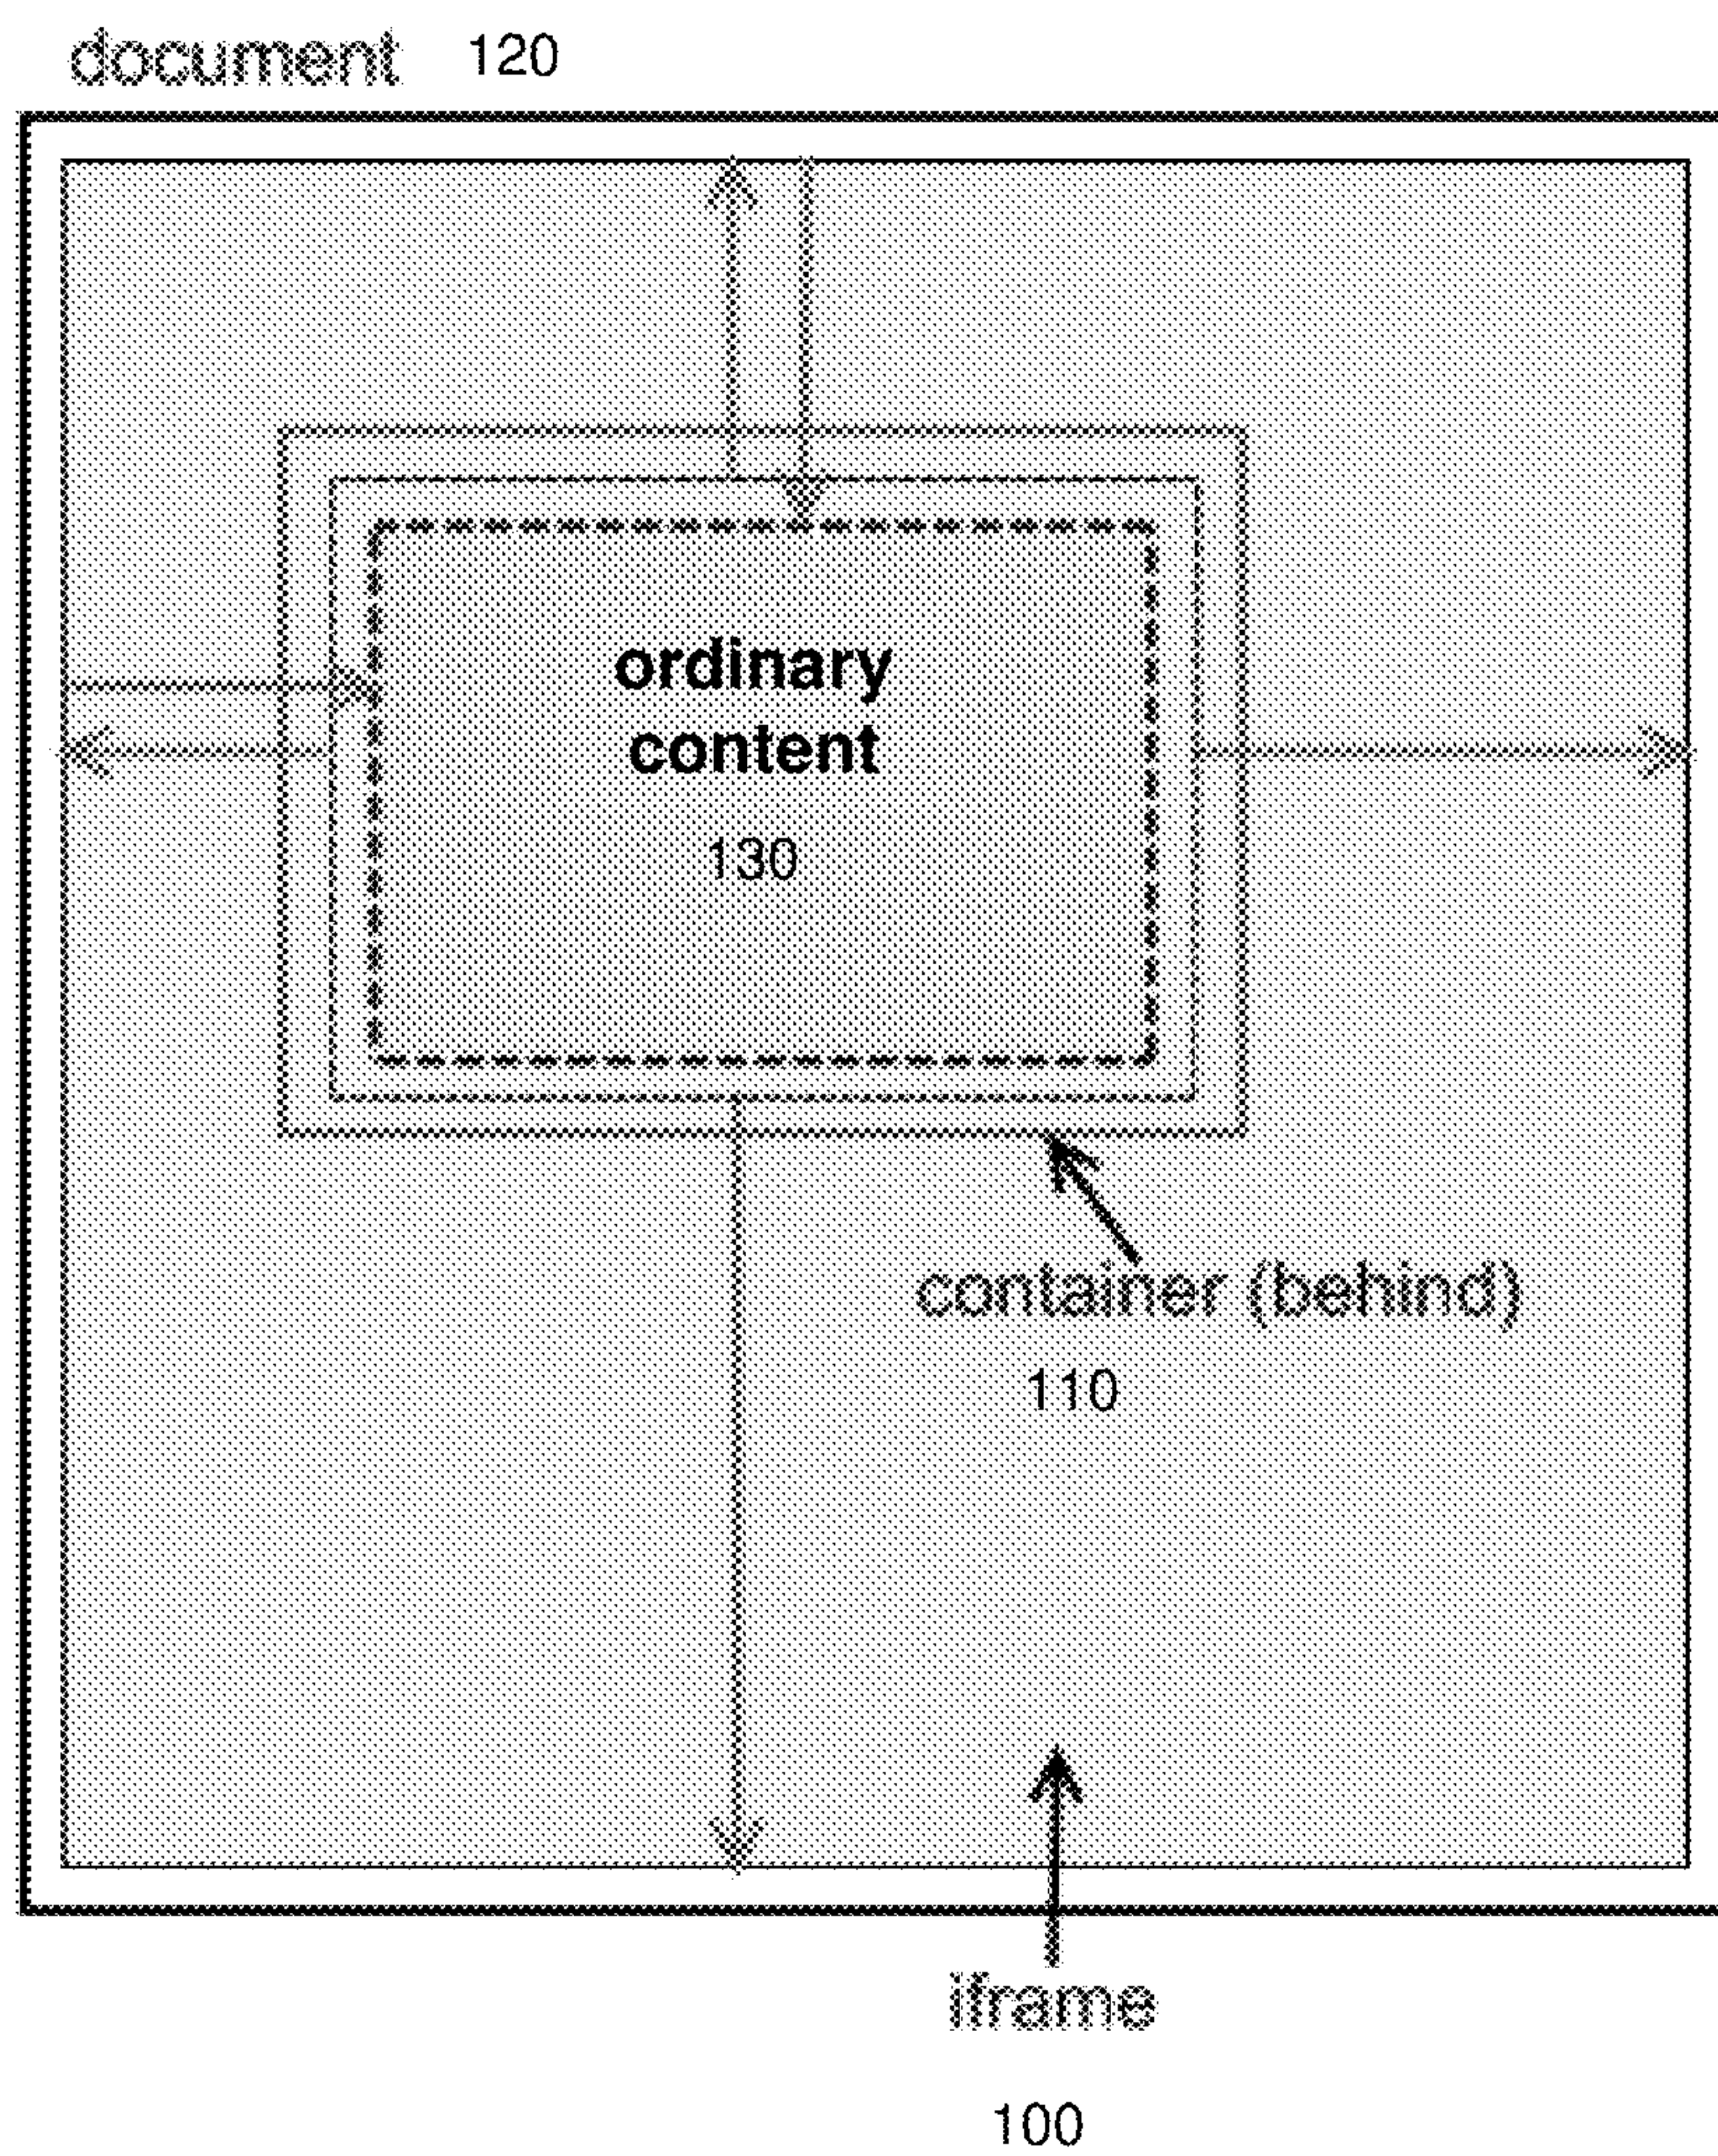 document 120
ordinary
content
130
container (behind)
110
iframe
100